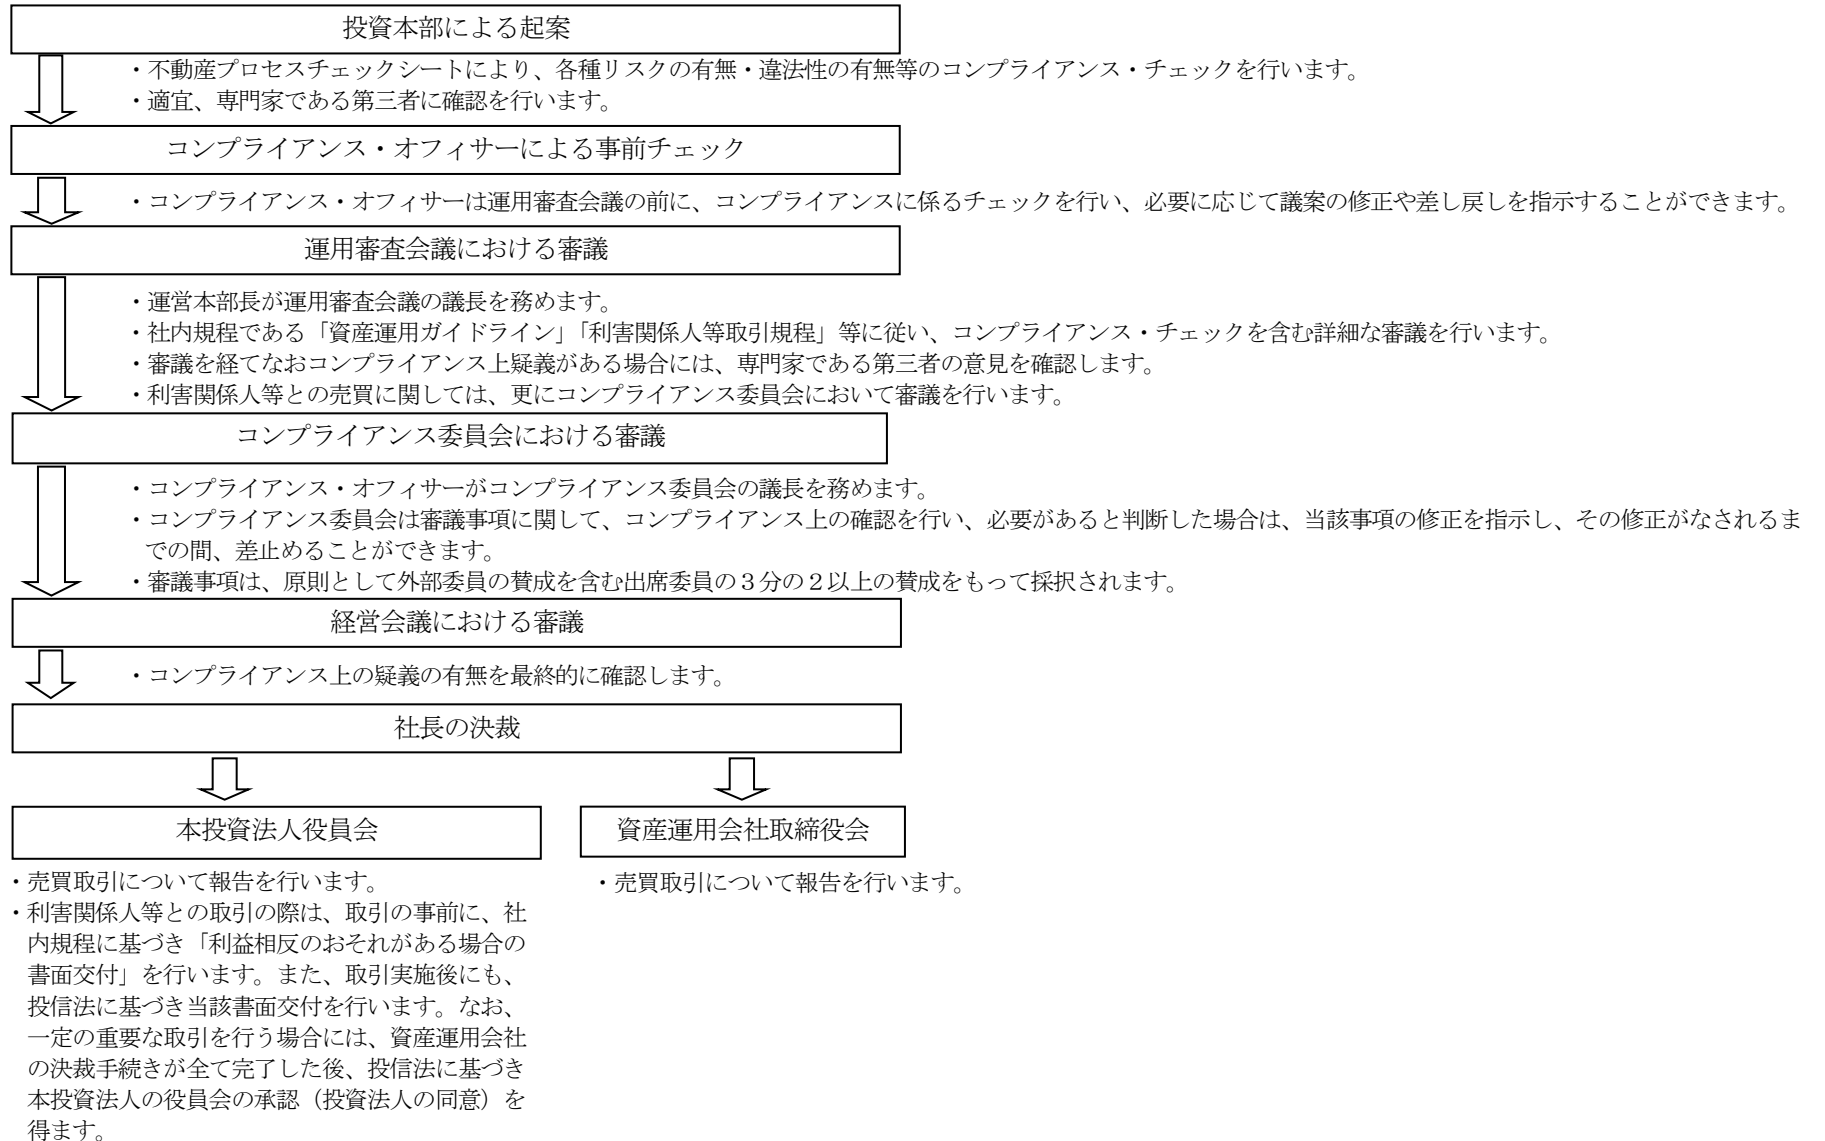 投資本部による起案
・不動産プロセスチェックシートにより、各種リスクの有無・違法性の有無等のコンプライアンス・チェックを行います。
・適宜、専門家である第三者に確認を行います。
コンプライアンス・オフィサーによる事前チェック
・コンプライアンス・オフィサーは運用審査会議の前に、コンプライアンスに係るチェックを行い、必要に応じて議案の修正や差し戻しを指示することができます。
運用審査会議における審議
・運営本部長が運用審査会議の議長を務めます。
・社内規程である「資産運用ガイドライン」「利害関係人等取引規程」等に従い、コンプライアンス・チェックを含む詳細な審議を行います。
・審議を経てなおコンプライアンス上疑義がある場合には、専門家である第三者の意見を確認します。
・利害関係人等との売買に関しては、更にコンプライアンス委員会において審議を行います。
コンプライアンス委員会における審議
・コンプライアンス・オフィサーがコンプライアンス委員会の議長を務めます。
・コンプライアンス委員会は審議事項に関して、コンプライアンス上の確認を行い、必要があると判断した場合は、当該事項の修正を指示し、その修正がなされるま
での間、差止めることができます。
・審議事項は、原則として外部委員の賛成を含む出席委員の３分の２以上の賛成をもって採択されます。
経営会議における審議
・コンプライアンス上の疑義の有無を最終的に確認します。
社長の決裁
本投資法人役員会
・売買取引について報告を行います。
・利害関係人等との取引の際は、取引の事前に、社
内規程に基づき「利益相反のおそれがある場合の
書面交付」を行います。また、取引実施後にも、
投信法に基づき当該書面交付を行います。なお、
一定の重要な取引を行う場合には、資産運用会社
の決裁手続きが全て完了した後、投信法に基づき
本投資法人の役員会の承認（投資法人の同意）を
得ます。
資産運用会社取締役会
・売買取引について報告を行います。